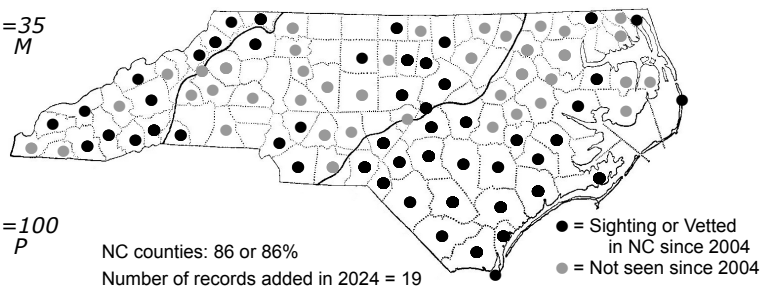 =35
M
=100
P
NC counties: 86 or 86%
Number of records added in 2024 = 19
= Sighting or Vetted
in NC since 2004
= Not seen since 2004